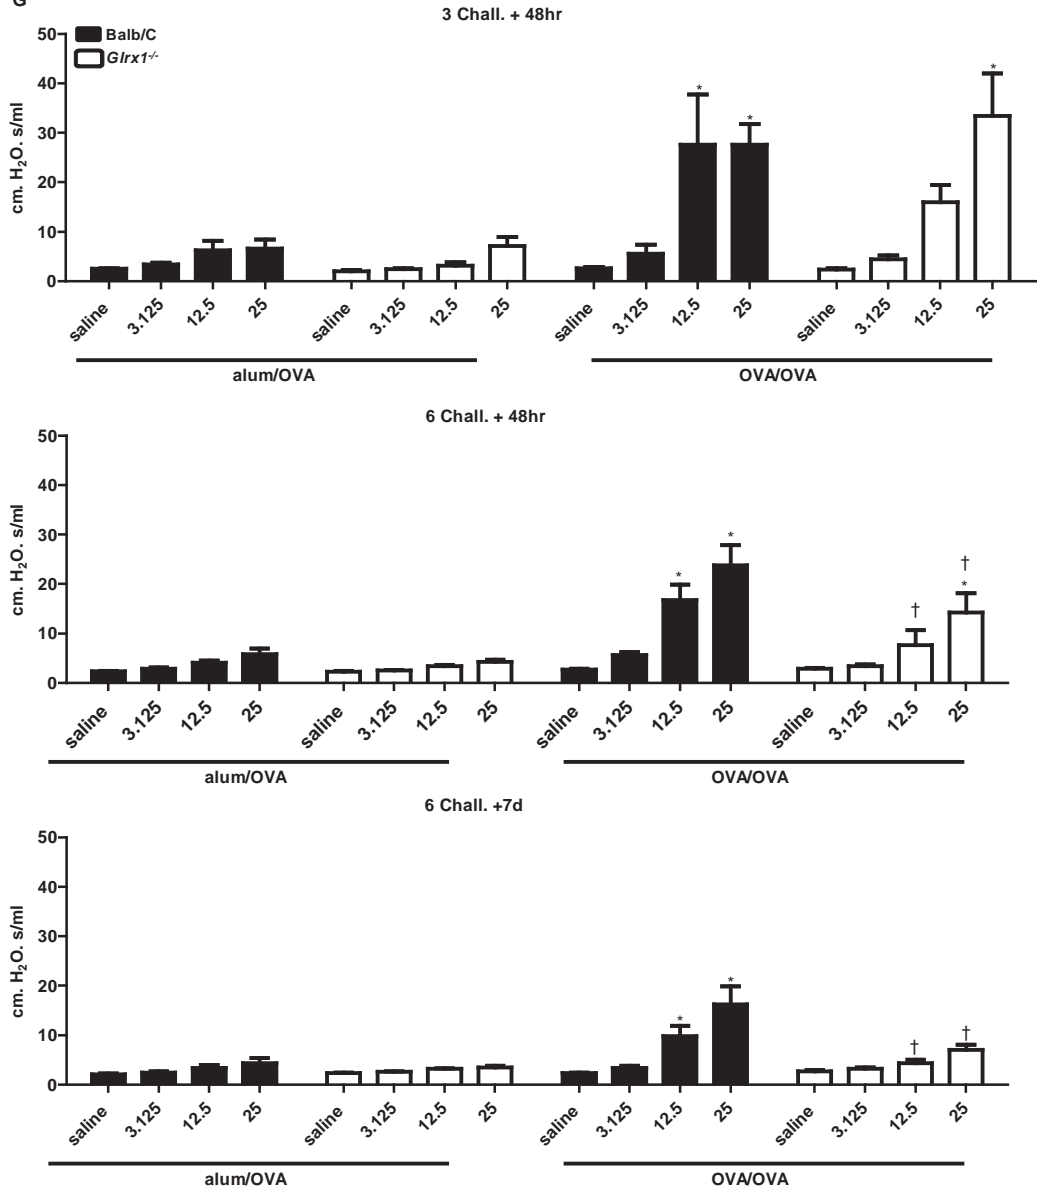 G
3 Chall. + 48hr
Balb/C
Glrx1-/-
cm. H2O. s/ml
50
40
30
20
10
0
saline 3.125 12.5 25 saline 3.125 12.5 25 saline 3.125 12.5 25 saline 3.125 12.5 25
* * *
alum/OVA OVA/OVA
6 Chall. + 48hr
cm. H2O. s/ml
50
40
30
20
10
0
* * † † *
saline 3.125 12.5 25 saline 3.125 12.5 25 saline 3.125 12.5 25 saline 3.125 12.5 25
alum/OVA OVA/OVA
6 Chall. +7d
cm. H2O. s/ml
50
40
30
20
10
0
* * † †
saline 3.125 12.5 25 saline 3.125 12.5 25 saline 3.125 12.5 25 saline 3.125 12.5 25
alum/OVA OVA/OVA